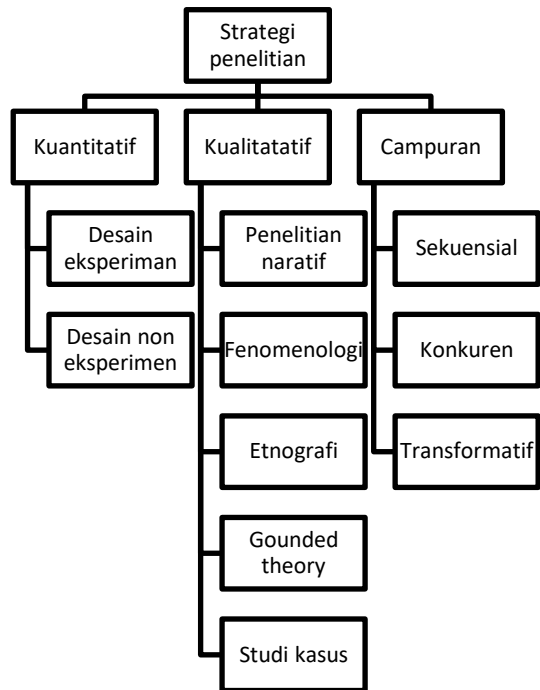 Strategi
penelitian
Kuantitatif
Desain
eksperiman
Desain non
eksperimen
Kualitatatif
Penelitian
naratif
Fenomenologi
Etnografi
Gounded
theory
Studi kasus
Campuran
Sekuensial
Konkuren
Transformatif